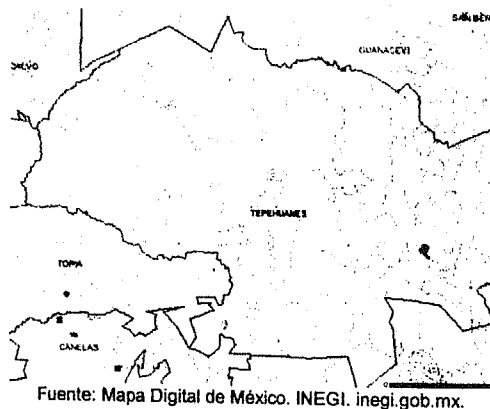 SAN BER
GUANACEVI
TEPEHUANES
TOPIA
CANELAS
Fuente: Mapa Digital de México. INEGI. inegi.gob.mx.